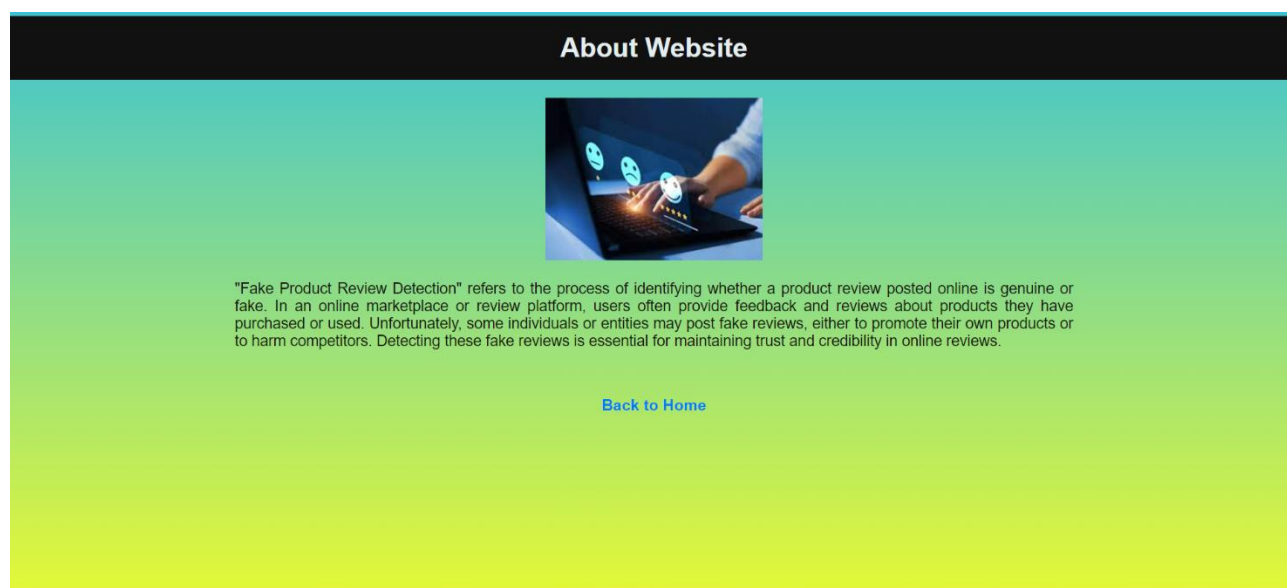 About Website
"Fake Product Review Detection" refers to the process of identifying whether a product review posted online is genuine or
fake. In an online marketplace or review platform, users often provide feedback and reviews about products they have
purchased or used. Unfortunately, some individuals or entities may post fake reviews, either to promote their own products or
to harm competitors. Detecting these fake reviews is essential for maintaining trust and credibility in online reviews.
Back to Home